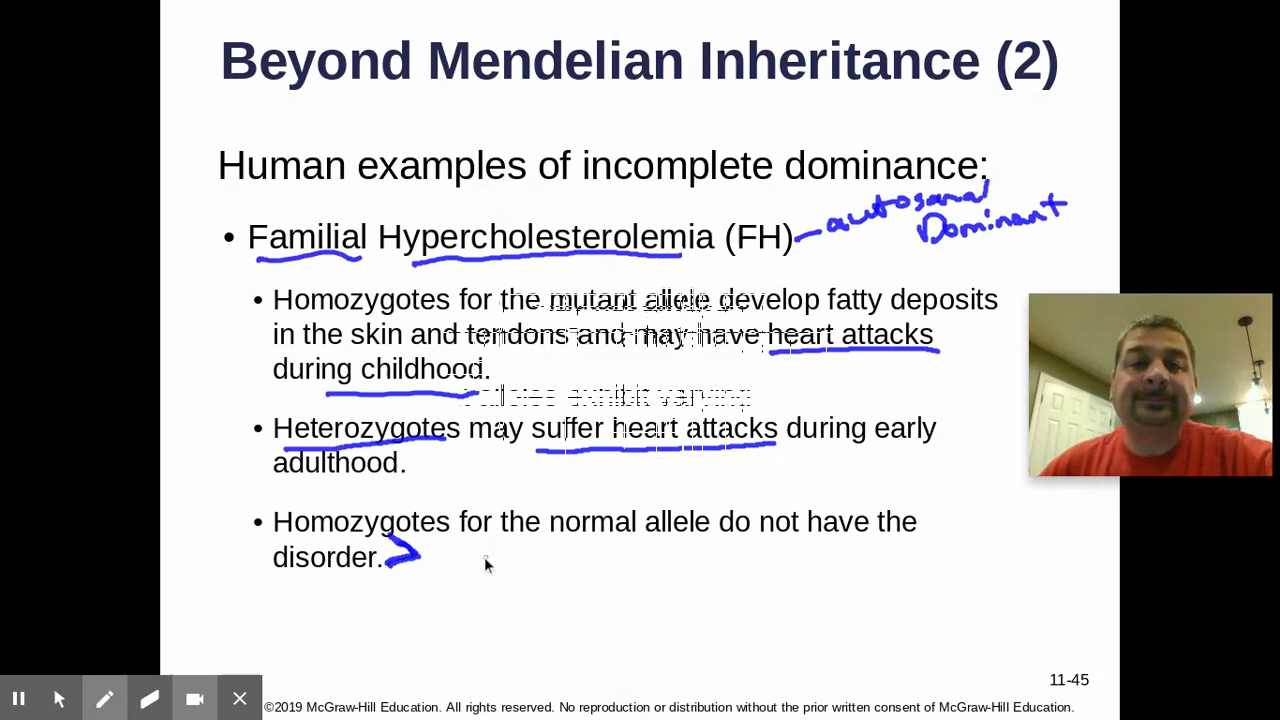 Beyond Mendelian Inheritance (2)
Human examples of incomplete dominance:
• Familial Hypercholesterolemia (FH)
autosomal
Dominant
• Homozygotes for the mutant allele develop fatty deposits
in the skin and tendons and may have heart attacks
during childhood.
• Heterozygotes may suffer heart attacks during early
adulthood.
• Homozygotes for the normal allele do not have the
disorder.
11-45
©2019 McGraw-Hill Education. All rights reserved. No reproduction or distribution without the prior written consent of McGraw-Hill Education.